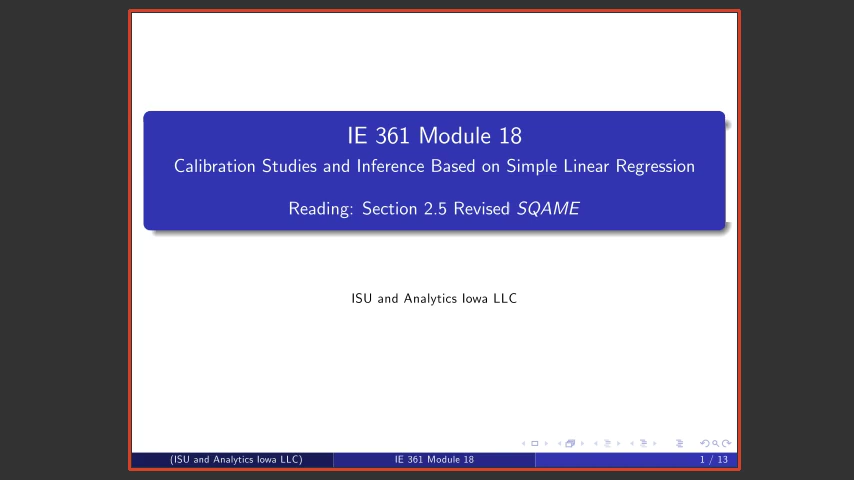 IE 361 Module 18
Calibration Studies and Inference Based on Simple Linear Regression
Reading: Section 2.5 Revised SQAME
ISU and Analytics Iowa LLC
(ISU and Analytics Iowa LLC) IE 361 Module 18 1 / 13